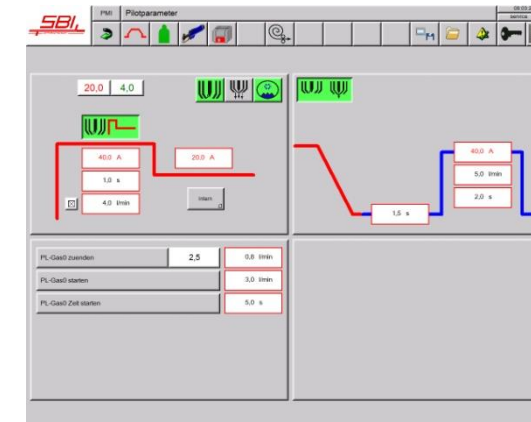 SBI
PMI Pilotparameter
service
M
20,0 4,0
40,0 A
20,0 A
1,0 s
4,0 l/min
intern
40,0 A
5,0 l/min
2,0 s
1,5 s
PL-Gas0 zuenden 2,5 0,8 l/min
PL-Gas0 starten 3,0 l/min
PL-Gas0 Zeit starten 5,0 s